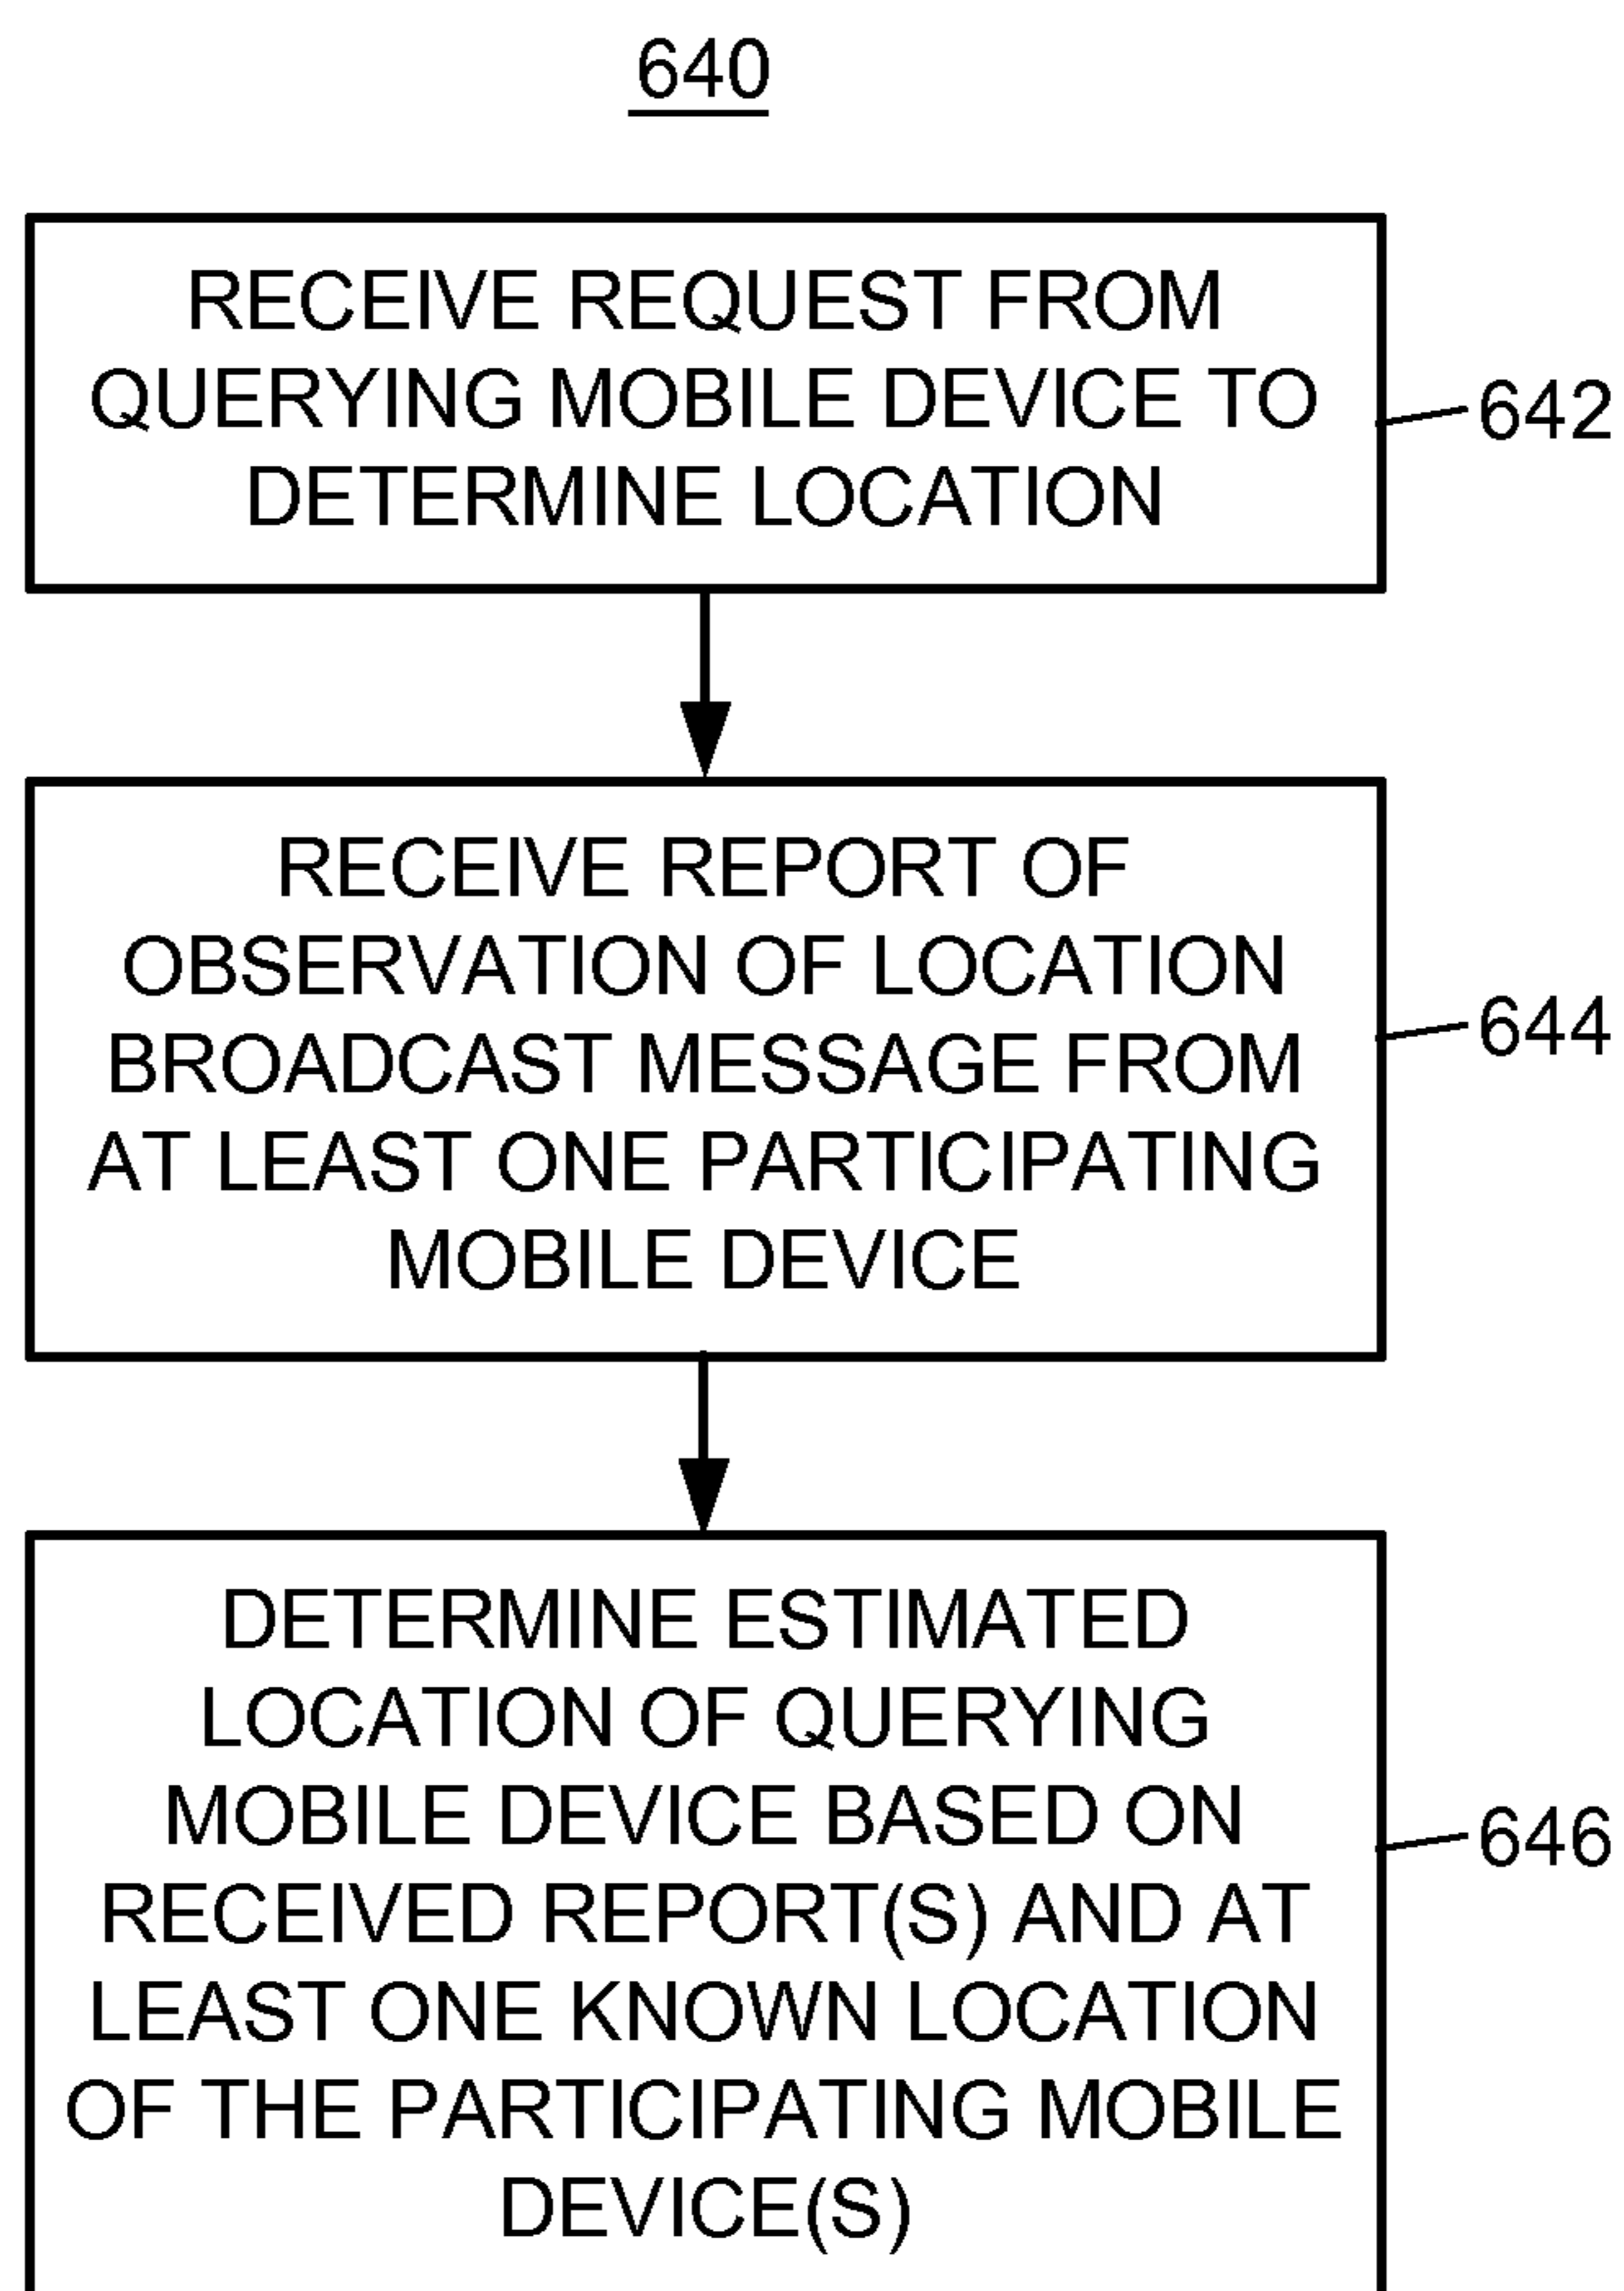 640
RECEIVE REQUEST FROM
QUERYING MOBILE DEVICE TO
DETERMINE LOCATION
642
RECEIVE REPORT OF
OBSERVATION OF LOCATION
BROADCAST MESSAGE FROM
AT LEAST ONE PARTICIPATING
MOBILE DEVICE
644
DETERMINE ESTIMATED
LOCATION OF QUERYING
MOBILE DEVICE BASED ON
RECEIVED REPORT(S) AND AT
LEAST ONE KNOWN LOCATION
OF THE PARTICIPATING MOBILE
DEVICE(S)
646